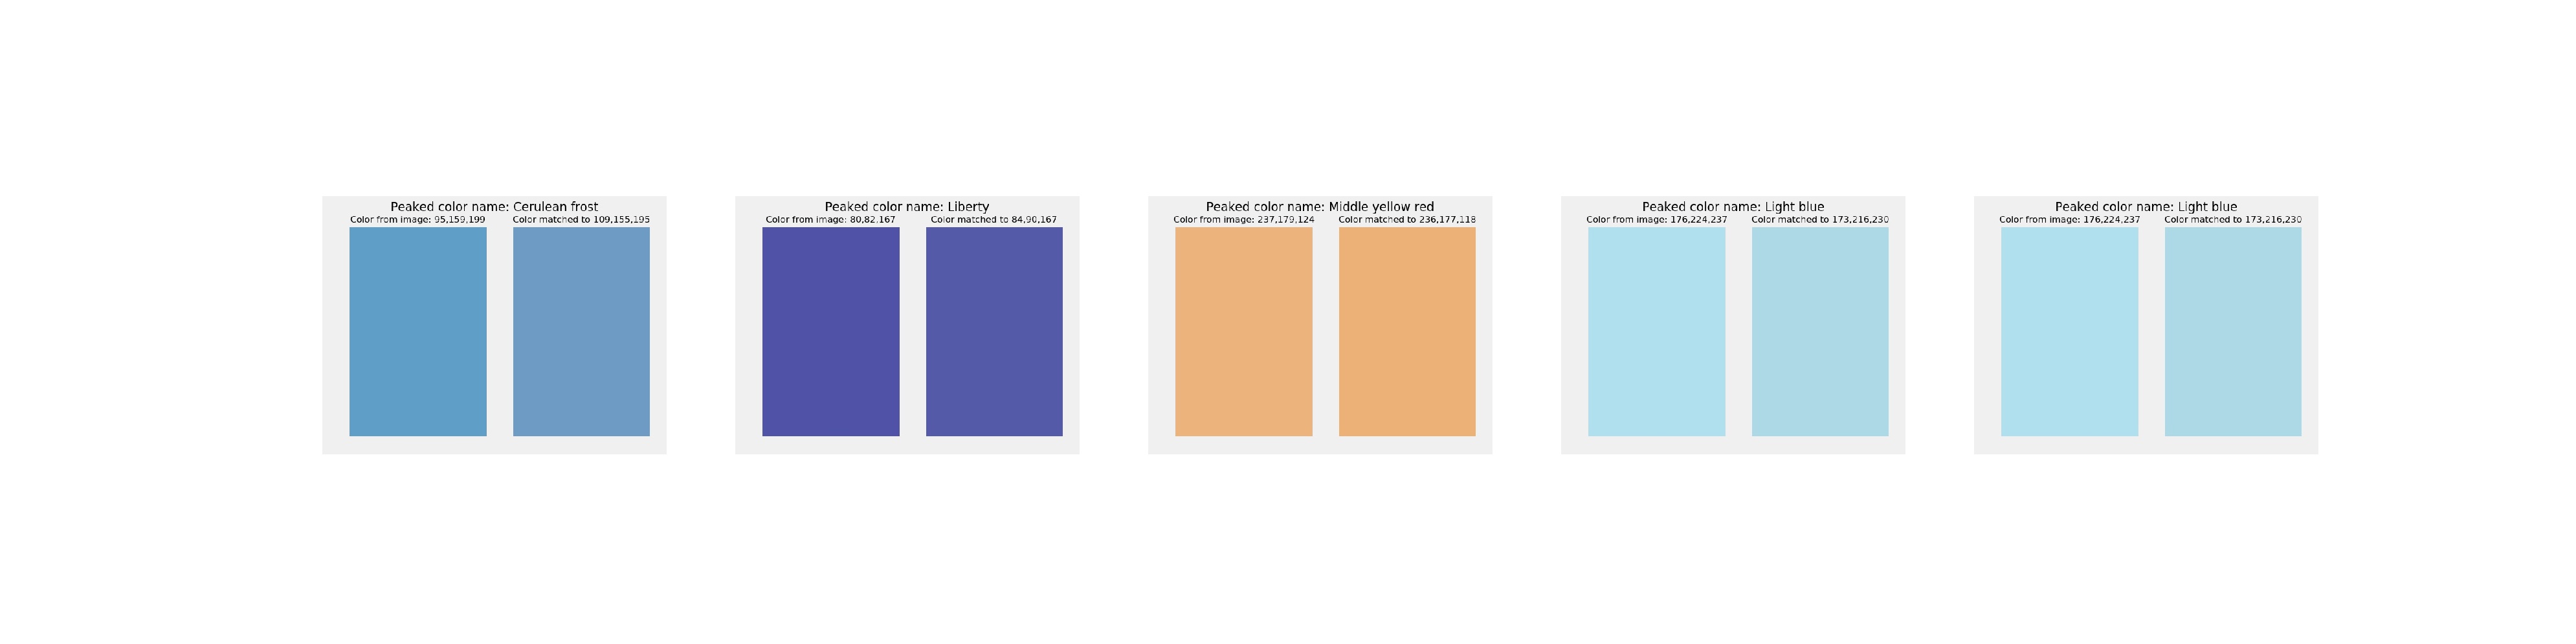 Peaked color name: Cerulean frost
Color from image: 95,159,199
Color matched to 109,155,195
Peaked color name: Liberty
Color from image: 80,82,167
Color matched to 84,90,167
Peaked color name: Middle yellow red
Color from image: 237,179,124
Color matched to 236,177,118
Peaked color name: Light blue
Color from image: 176,224,237
Color matched to 173,216,230
Peaked color name: Light blue
Color from image: 176,224,237
Color matched to 173,216,230